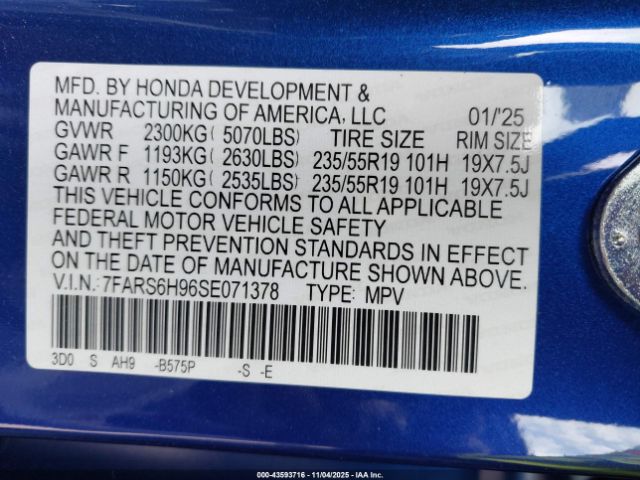 MFD. BY HONDA DEVELOPMENT &
MANUFACTURING OF AMERICA, LLC 01/'25
GVWR 2300KG( 5070LBS) TIRE SIZE RIM SIZE
GAWR F 1193KG( 2630LBS) 235/55R19 101H 19X7.5J
GAWR R 1150KG( 2535LBS) 235/55R19 101H 19X7.5J
THIS VEHICLE CONFORMS TO ALL APPLICABLE
FEDERAL MOTOR VEHICLE SAFETY
AND THEFT PREVENTION STANDARDS IN EFFECT
ON THE DATE OF MANUFACTURE SHOWN ABOVE.
V.I.N.: 7FARS6H96SE071378 TYPE: MPV
3D0 S AH9 -B575P -S -E
000-43593716 - 11/04/2025 - IAA, Inc.